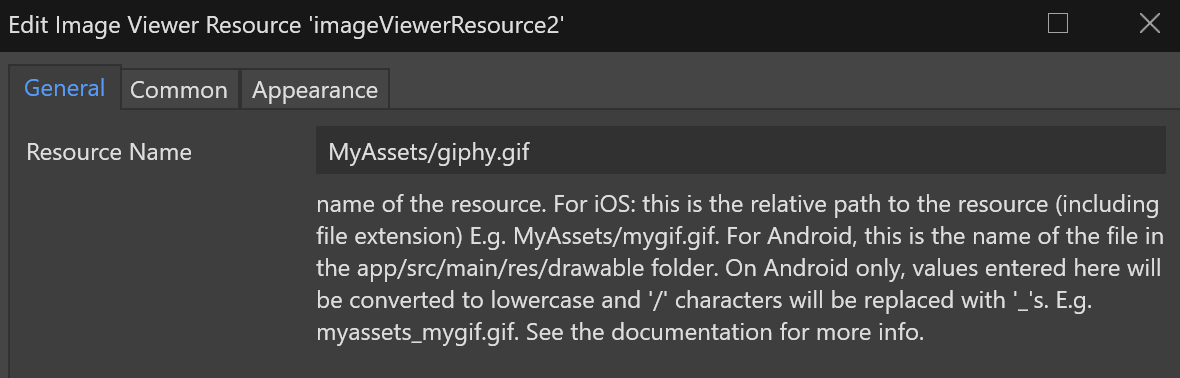 Edit Image Viewer Resource 'imageViewerResource2'
General Common Appearance
Resource Name MyAssets/giphy.gif
name of the resource. For iOS: this is the relative path to the resource (including
file extension) E.g. MyAssets/mygif.gif. For Android, this is the name of the file in
the app/src/main/res/drawable folder. On Android only, values entered here will
be converted to lowercase and '/' characters will be replaced with '_'s. E.g.
myassets_mygif.gif. See the documentation for more info.